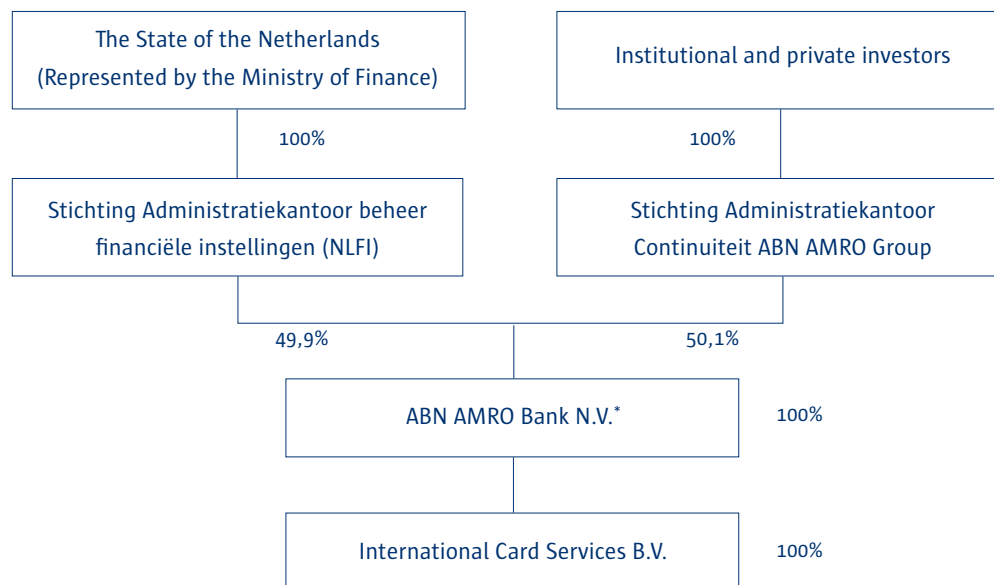 The State of the Netherlands
(Represented by the Ministry of Finance)
Institutional and private investors
100%
100%
Stichting Administratiekantoor beheer
financiële instellingen (NLFI)
Stichting Administratiekantoor
Continuiteit ABN AMRO Group
49,9%
50,1%
ABN AMRO Bank N.V.*
100%
International Card Services B.V.
100%